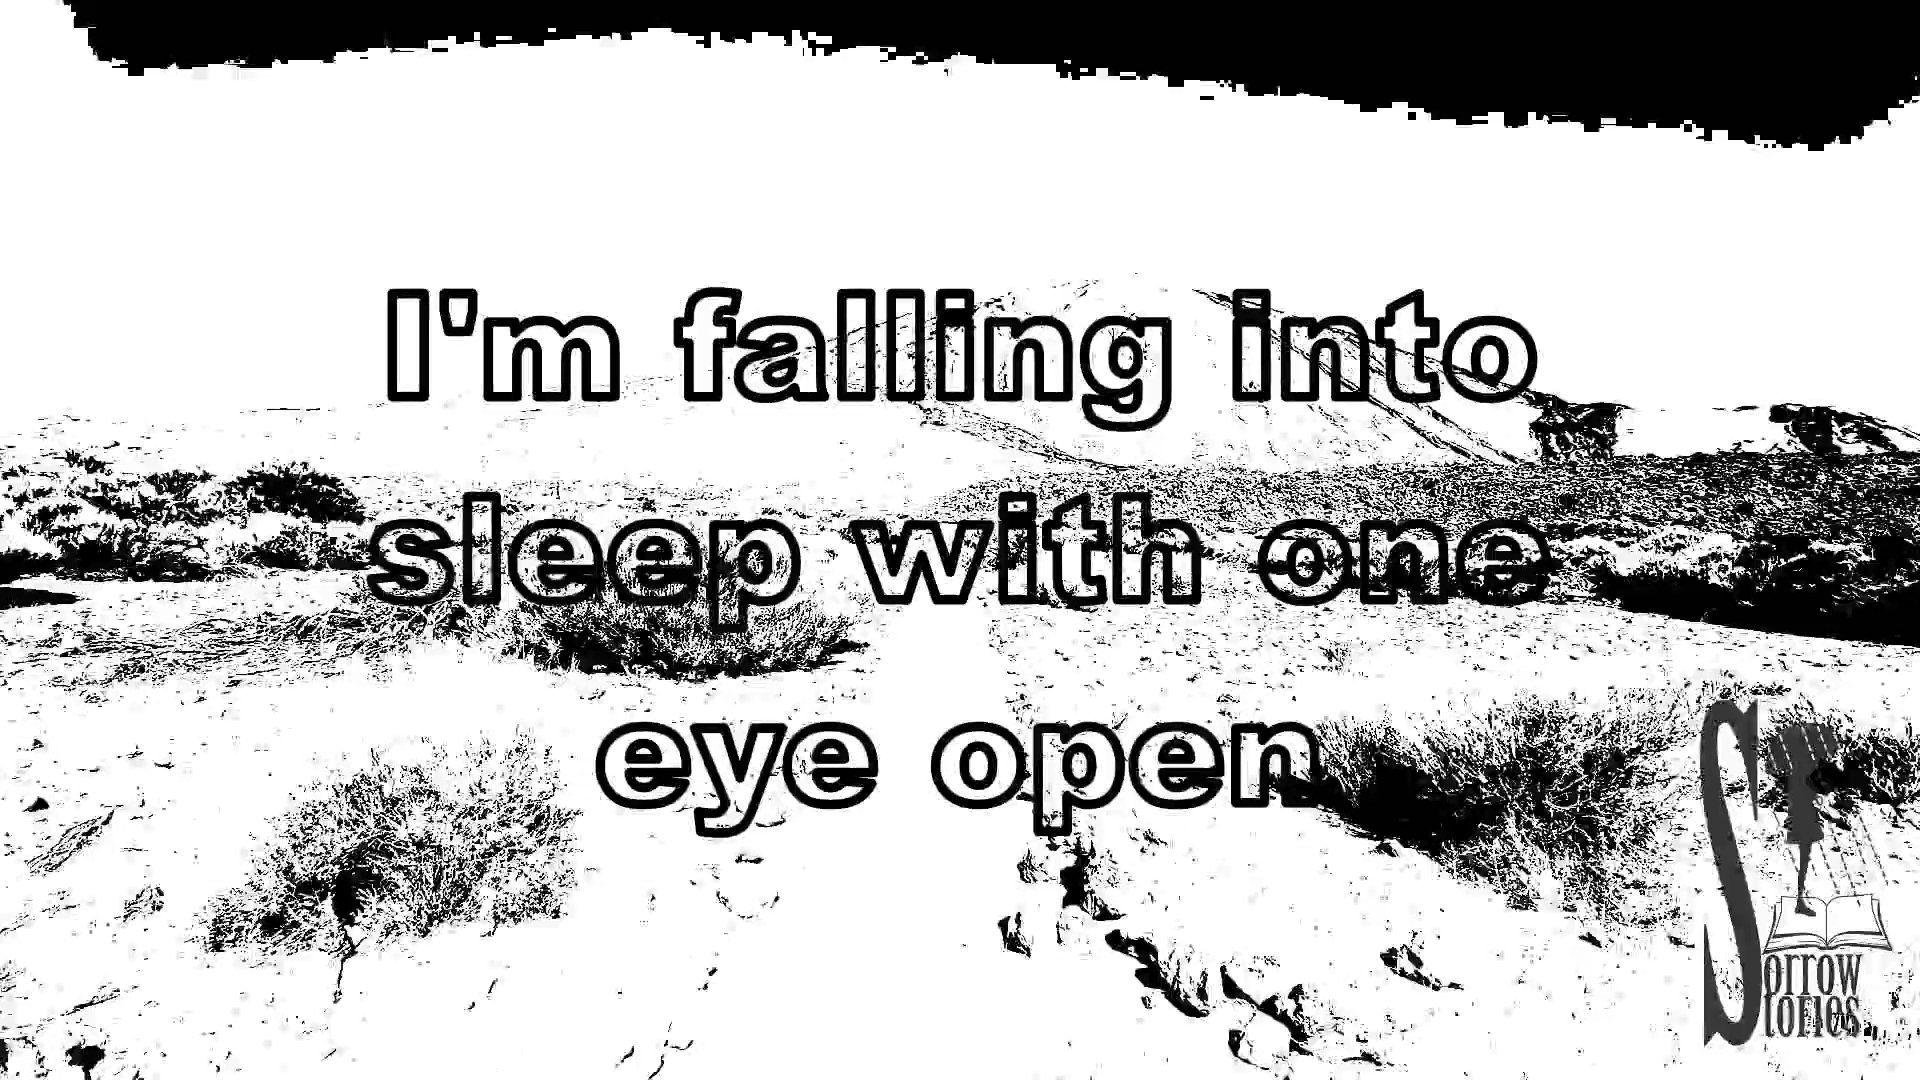 I'm falling into
sleep with one
eye open
Sorrow
Stories